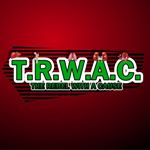 T.R.W.A.C.
THE REBEL WITH A CAUSE